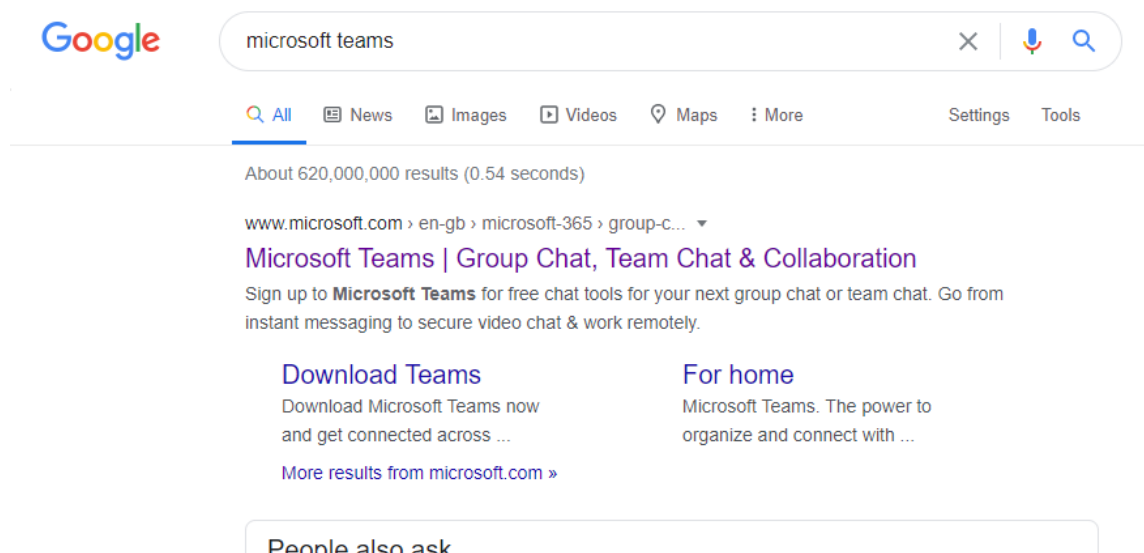 Google
microsoft teams
All News Images Videos Maps More Settings Tools
About 620,000,000 results (0.54 seconds)
www.microsoft.com › en-gb › microsoft-365 › group-c...
Microsoft Teams | Group Chat, Team Chat & Collaboration
Sign up to Microsoft Teams for free chat tools for your next group chat or team chat. Go from
instant messaging to secure video chat & work remotely.
Download Teams
Download Microsoft Teams now
and get connected across ...
More results from microsoft.com »
For home
Microsoft Teams. The power to
organize and connect with ...
People also ask